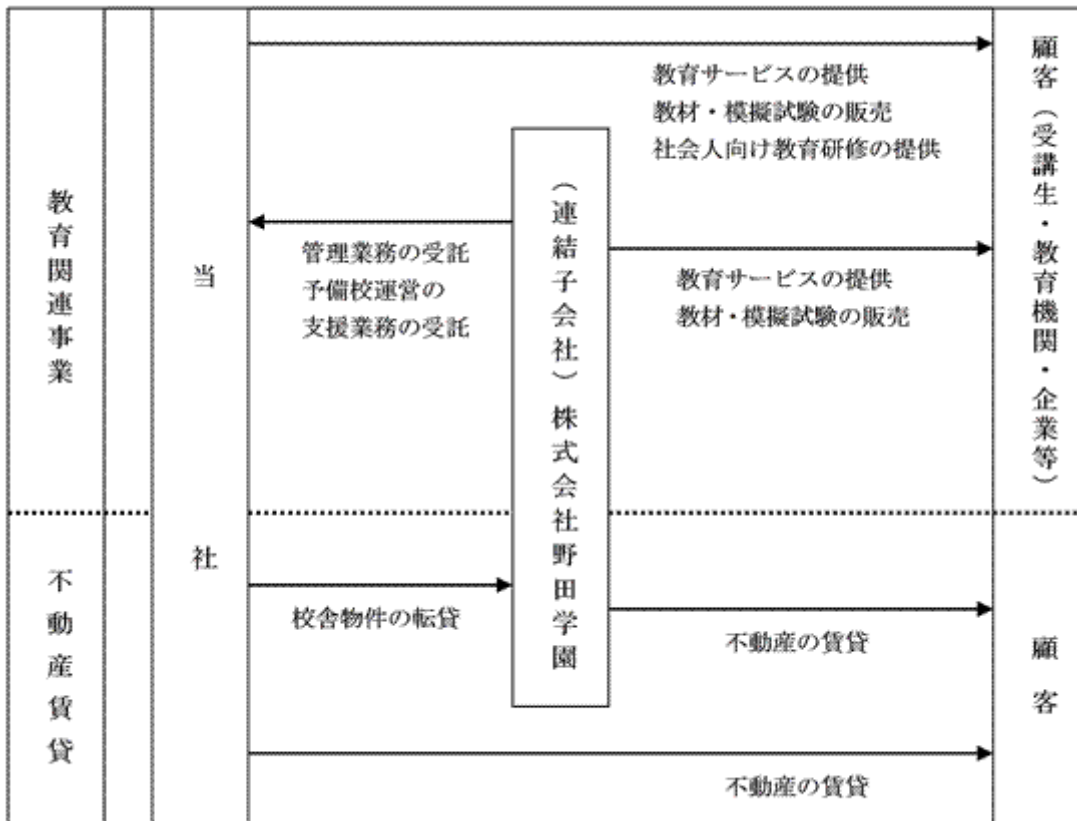 教育関連事業
不動産賃貸
当社
教育サービスの提供
教材・模擬試験の販売
社会人向け教育研修の提供
管理業務の受託
予備校運営の
支援業務の受託
(連結子会社)株式会社野田学園
教育サービスの提供
教材・模擬試験の販売
校舎物件の転貸
不動産の賃貸
不動産の賃貸
顧客(受講生・教育機関・企業等)
顧客